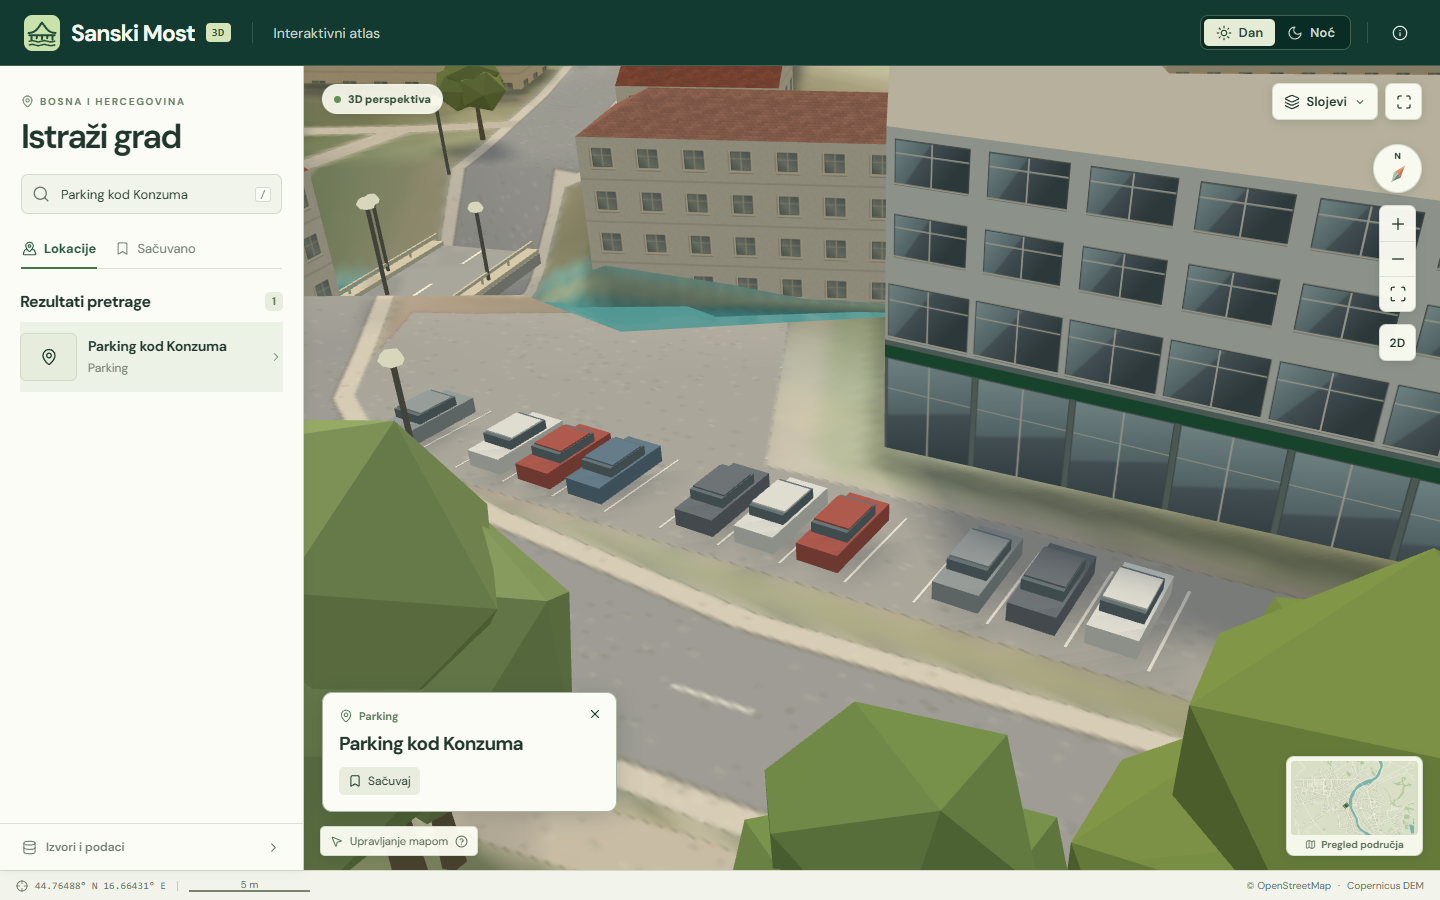 Sanski Most
3D
Interaktivni atlas
Dan
Noć
BOSNA I HERCEGOVINA
Istraži grad
Parking kod Konzuma
/
Lokacije
Sačuvano
Rezultati pretrage
1
Parking kod Konzuma
Parking
Izvori i podaci
3D perspektiva
Slojevi
N
2D
Parking
Parking kod Konzuma
Sačuvaj
Upravljanje mapom
Pregled područja
44.76488° N 16.66431° E
5 m
© OpenStreetMap · Copernicus DEM